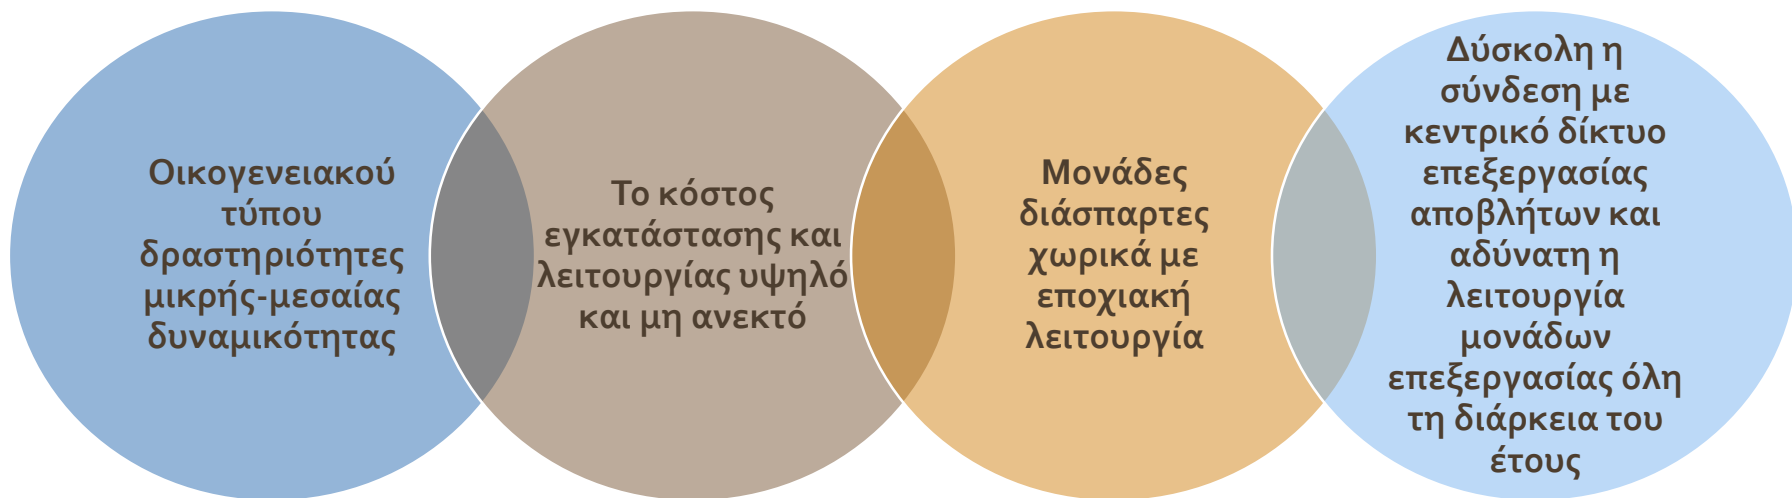 Οικογενειακού
τύπου
δραστηριότητες
μικρής-μεσαίας
δυναμικότητας
Το κόστος
εγκατάστασης και
λειτουργίας υψηλό
και μη ανεκτό
Μονάδες
διάσπαρτες
χωρικά με
εποχιακή
λειτουργία
Δύσκολη η
σύνδεση με
κεντρικό δίκτυο
επεξεργασίας
αποβλήτων και
αδύνατη η
λειτουργία
μονάδων
επεξεργασίας όλη
τη διάρκεια του
έτους